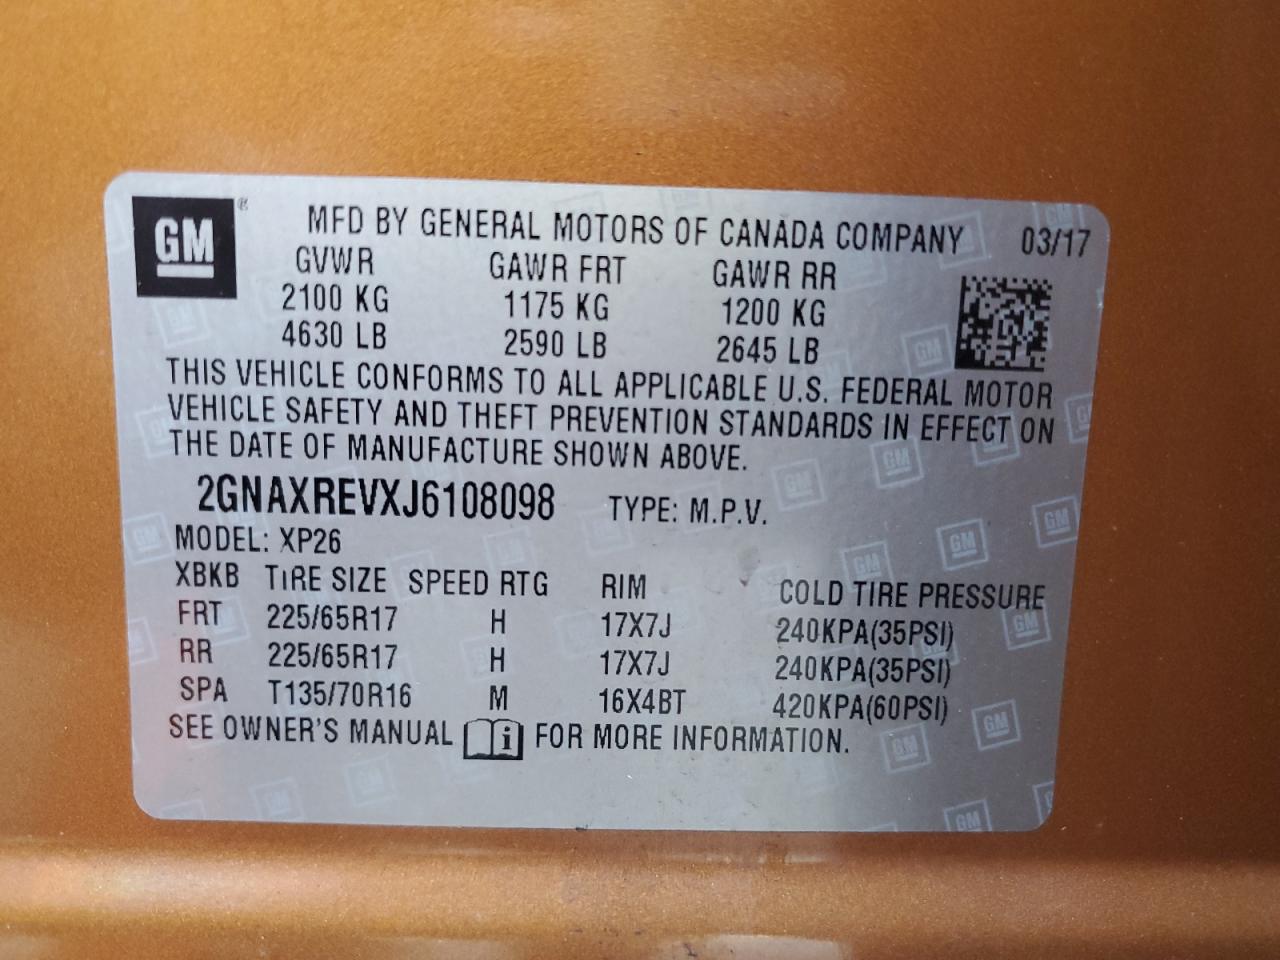 GM® MFD BY GENERAL MOTORS OF CANADA COMPANY 03/17
GVWR GAWR FRT GAWR RR
2100 KG 1175 KG 1200 KG
4630 LB 2590 LB 2645 LB
THIS VEHICLE CONFORMS TO ALL APPLICABLE U.S. FEDERAL MOTOR
VEHICLE SAFETY AND THEFT PREVENTION STANDARDS IN EFFECT ON
THE DATE OF MANUFACTURE SHOWN ABOVE.
2GNAXREVXJ6108098 TYPE: M.P.V.
MODEL: XP26
XBKB TIRE SIZE SPEED RTG RIM COLD TIRE PRESSURE
FRT 225/65R17 H 17X7J 240KPA(35PSI)
RR 225/65R17 H 17X7J 240KPA(35PSI)
SPA T135/70R16 M 16X4BT 420KPA(60PSI)
SEE OWNER'S MANUAL i FOR MORE INFORMATION.